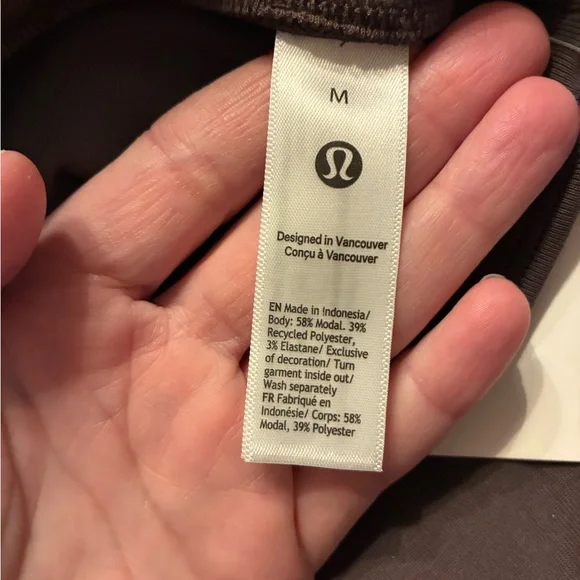 M
Designed in Vancouver
Conçu à Vancouver
EN Made in Indonesia/
Body: 58% Modal. 39%
Recycled Polyester,
3% Elastane/ Exclusive
of decoration/ Turn
garment inside out/
Wash separately
FR Fabriqué en
Indonésie/ Corps: 58%
Modal, 39% Polyester